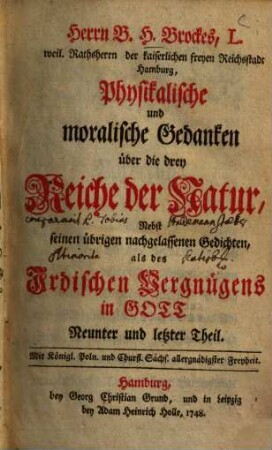 Herrn B. H. Brockes, L.
weil. Rathsherrn der kaiserlichen freyen Reichsstadt
Hamburg,
Physikalische
und
moralische Gedanken
über die drey
Reiche der Natur,
Nebst
seinen übrigen nachgelassenen Gedichten,
als des
Irdischen Vergnügens
in GOTT
Neunter und letzter Theil.
Mit Königl. Poln. und Churfl. Sächs. allergnädigster Freyheit.
Hamburg,
bey Georg Christian Grund, und in Leipzig
bey Adam Heinrich Holle, 1748.